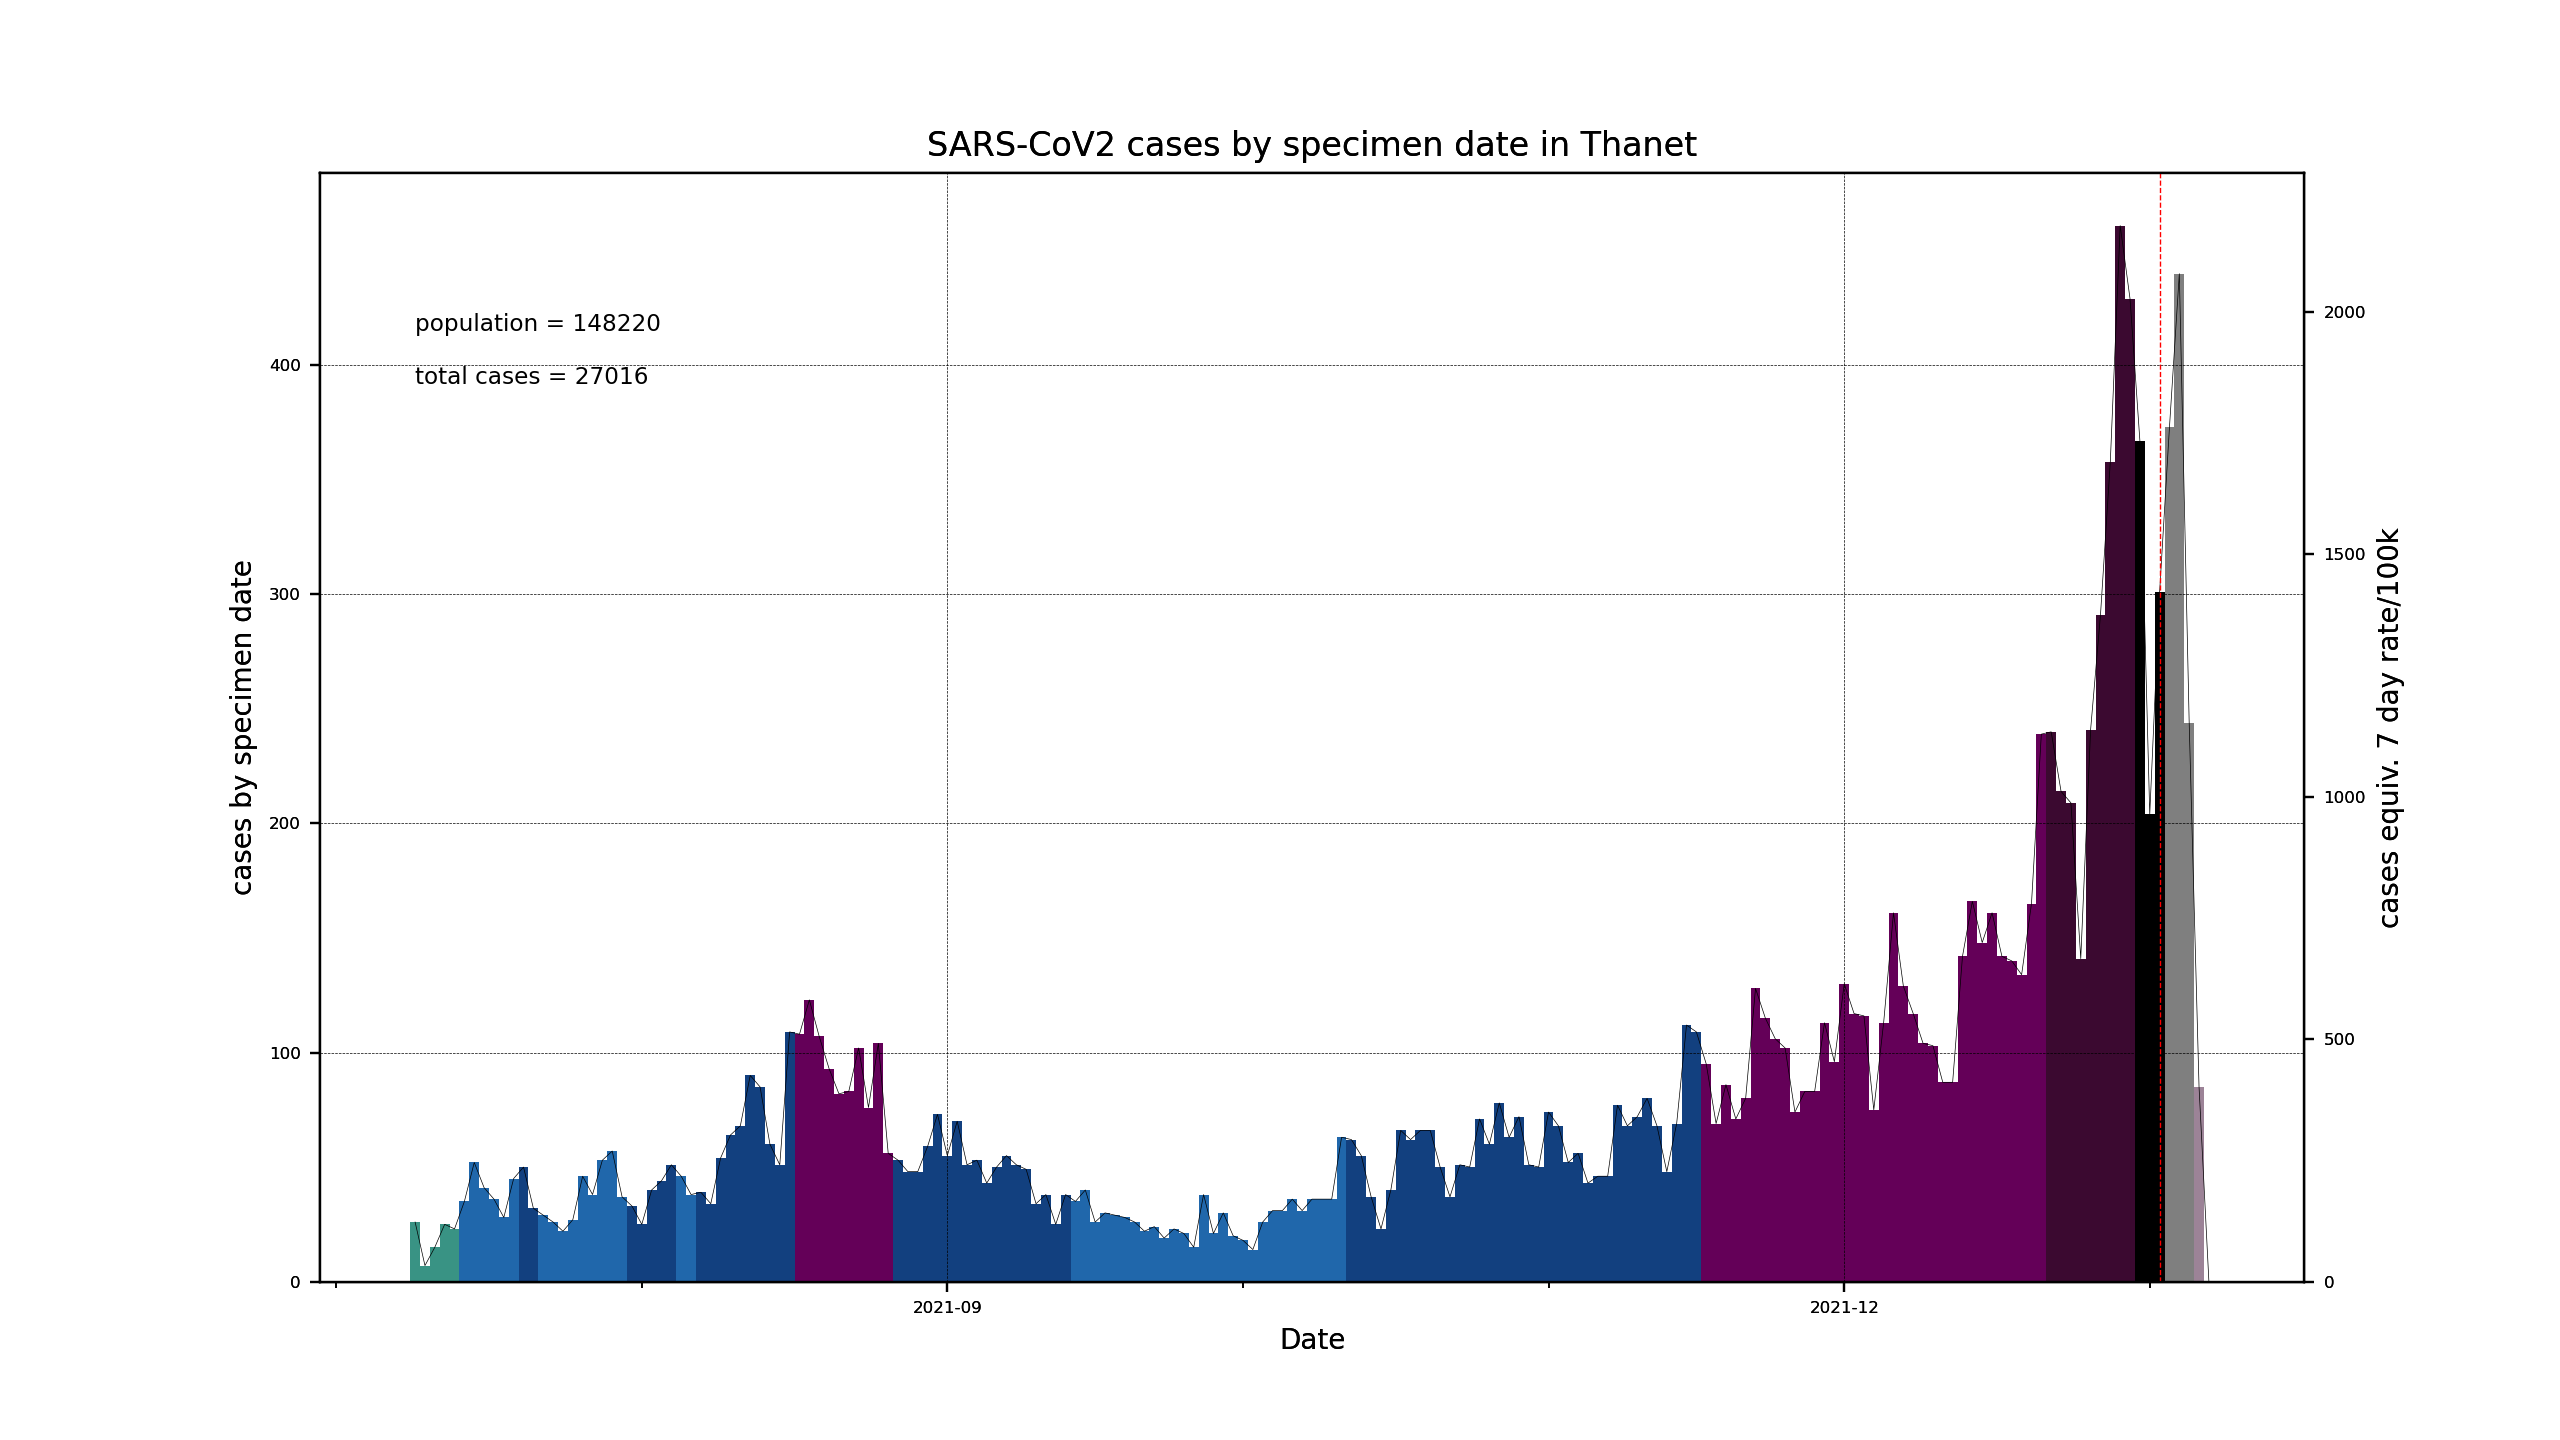 SARS-CoV2 cases by specimen date in Thanet
population = 148220
total cases = 27016
cases by specimen date
400
300
200
100
0
2000
1500
1000
500
0
cases equiv. 7 day rate/100k
2021-09
2021-12
Date